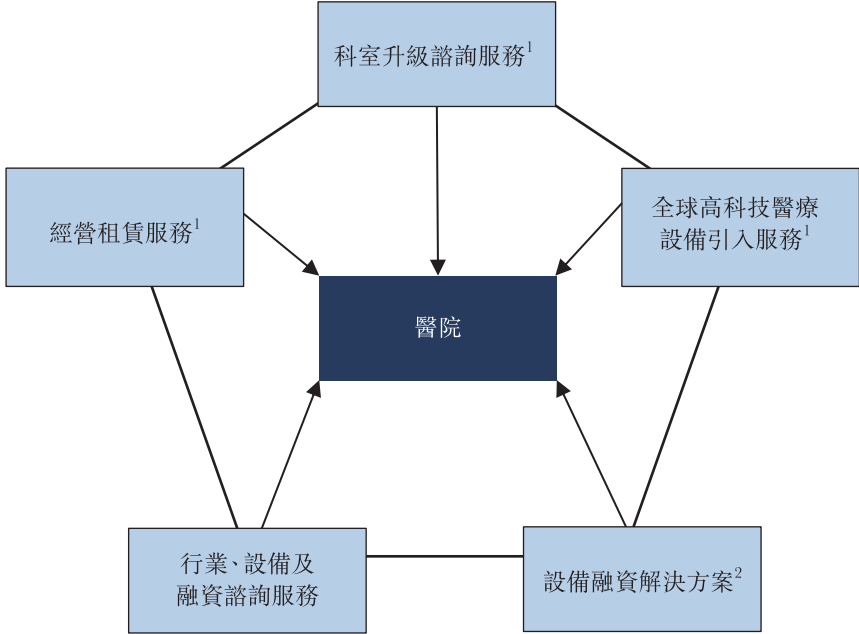 科室升級諮詢服務¹
經營租賃服務¹
全球高科技醫療
設備引入服務¹
醫院
行業、設備及
融資諮詢服務
設備融資解決方案²